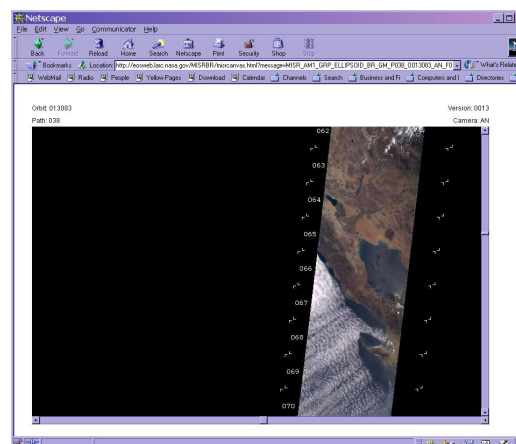 Netscape
File Edit View Go Communicator Help
Back Forward Reload Home Search Netscape Print Security Shop Stop
Bookmarks Location: http://eosweb.larc.nasa.gov/MISRBR/misrcanvas.html?message=MISR_AM1_GRP_ELLIPSOID_BR_GM_P038_O013083_AN_F0 What's Relate
WebMail Radio People Yellow Pages Download Calendar Channels Search Business and Fi Computers and I Directories
Orbit: 013083 Version: 0013
Path: 038 Camera: AN
062
063
064
065
066
067
068
069
070